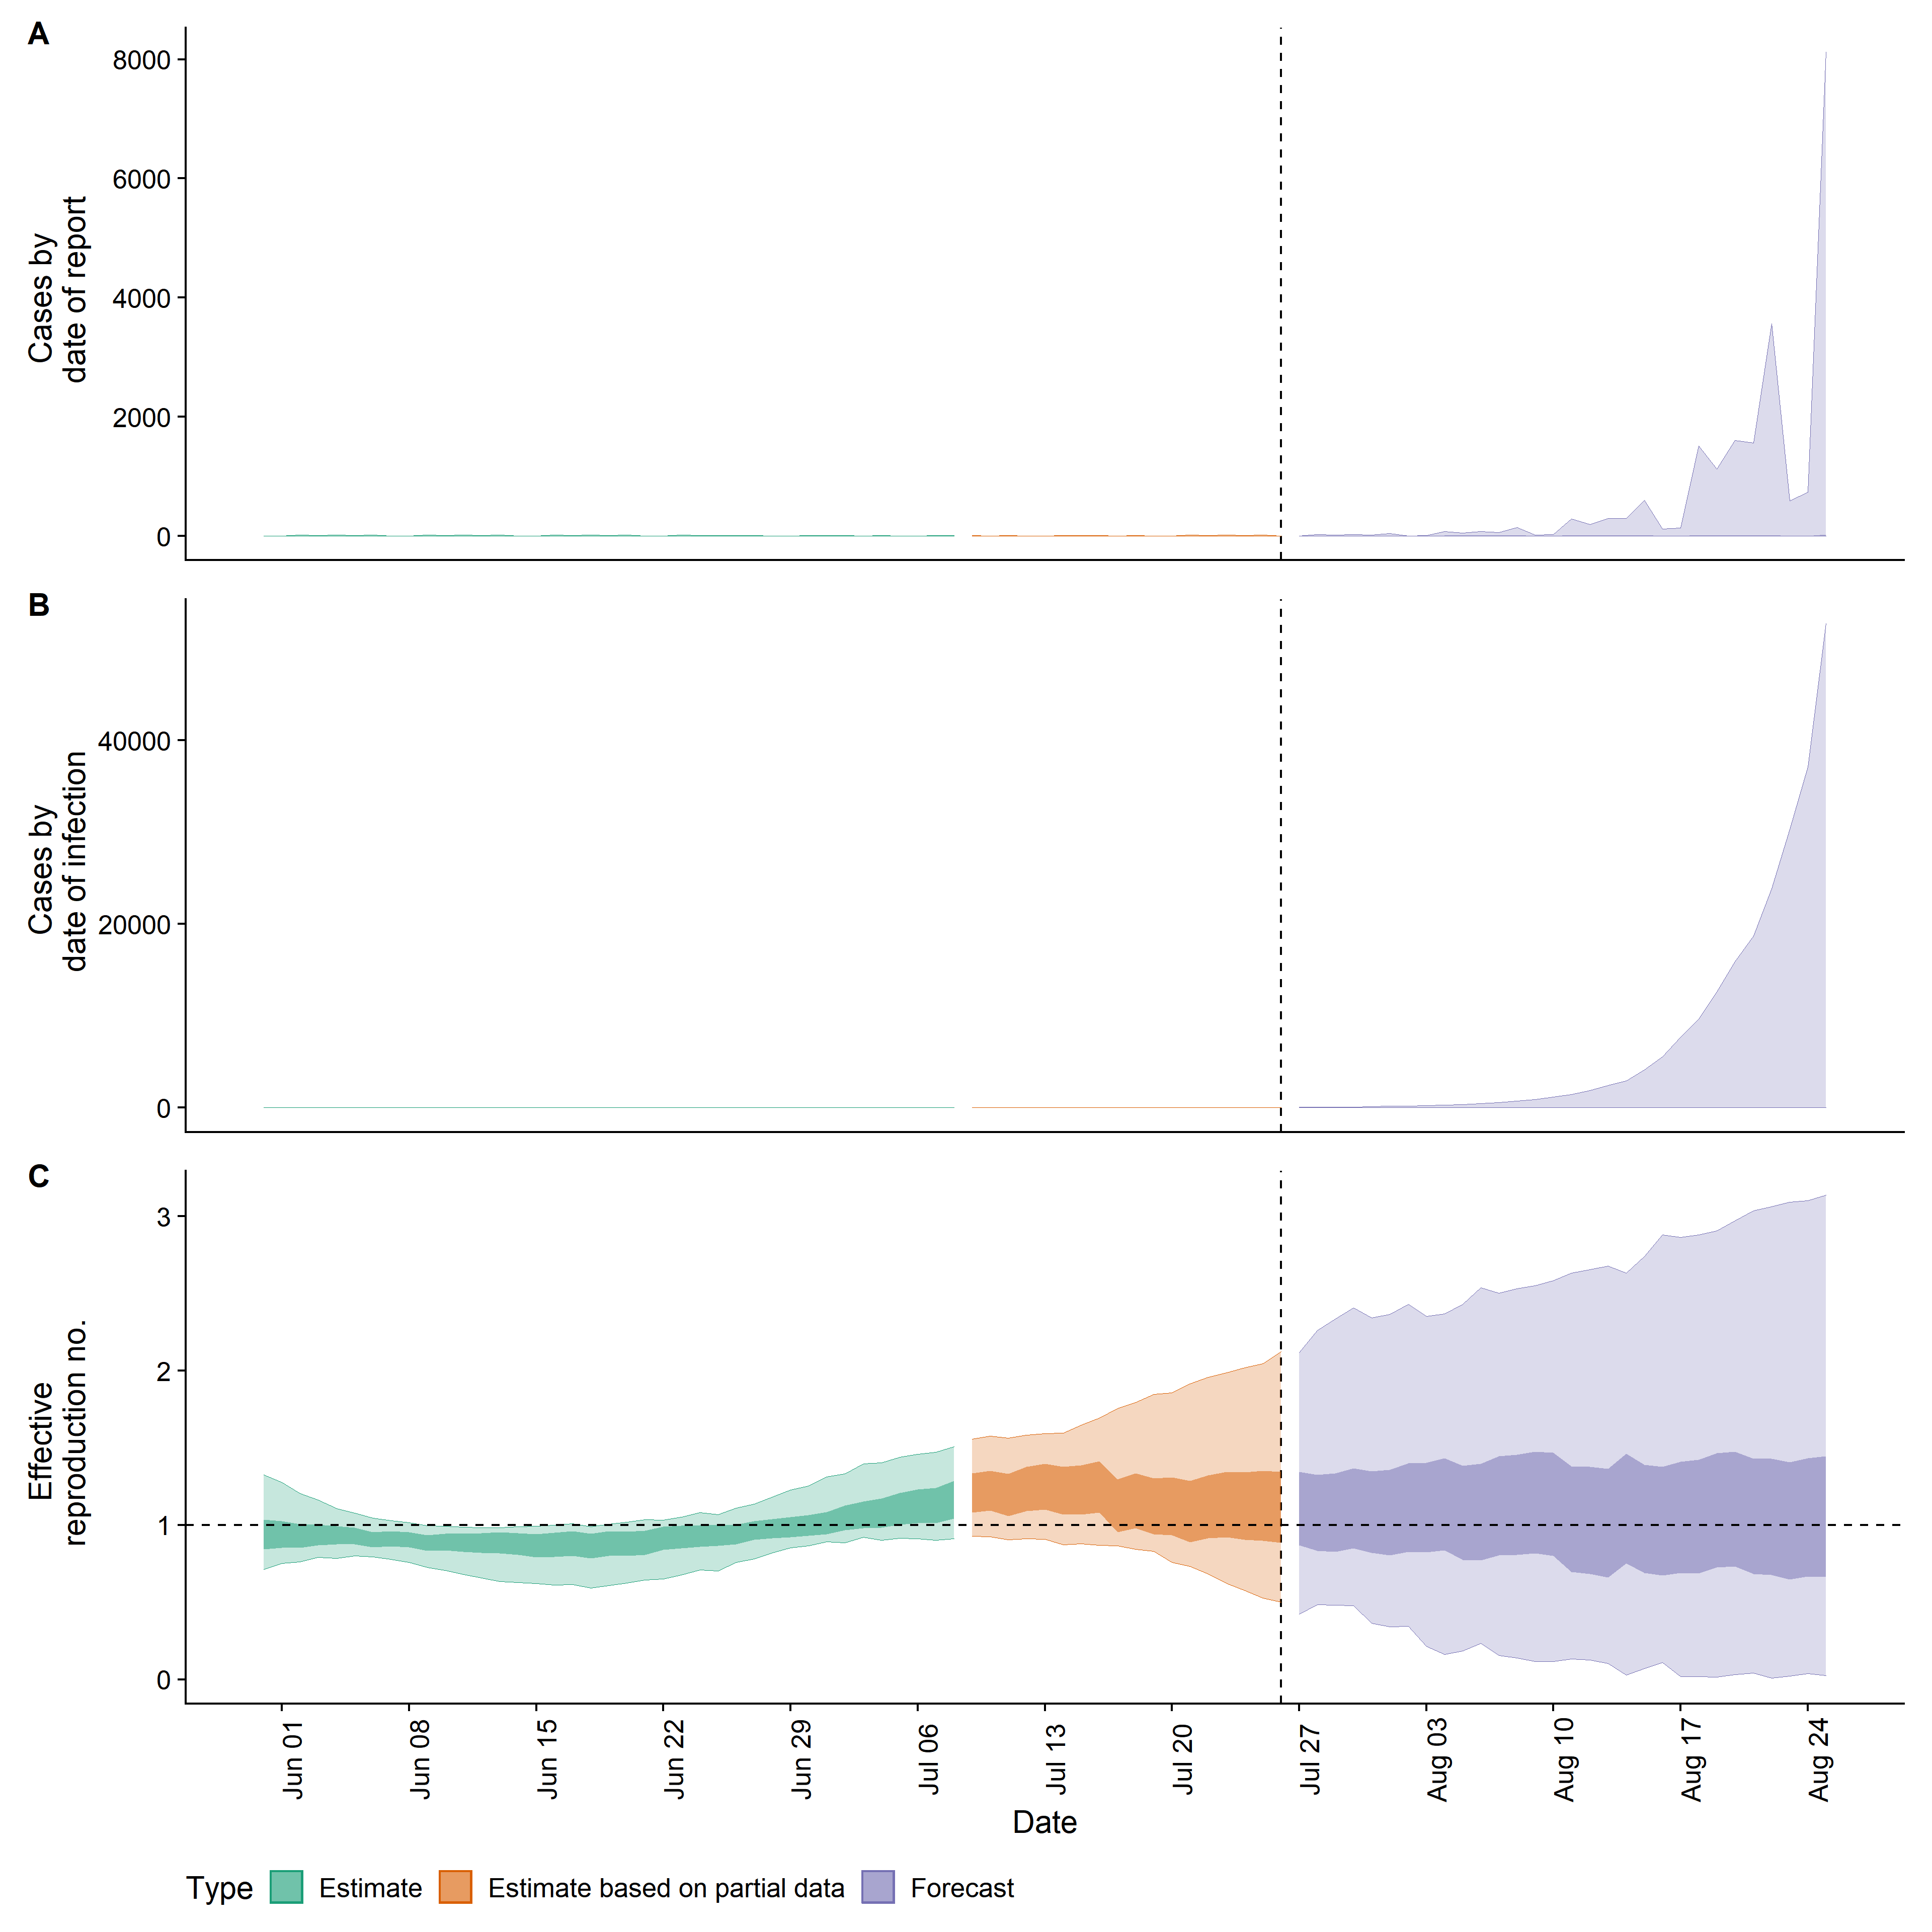 A
8000
6000
4000
2000
0
Cases by
date of report
B
40000
20000
0
Cases by
date of infection
C
3
2
1
0
Effective
reproduction no.
Jun 01
Jun 08
Jun 15
Jun 22
Jun 29
Jul 06
Jul 13
Jul 20
Jul 27
Aug 03
Aug 10
Aug 17
Aug 24
Date
Type Estimate Estimate based on partial data Forecast